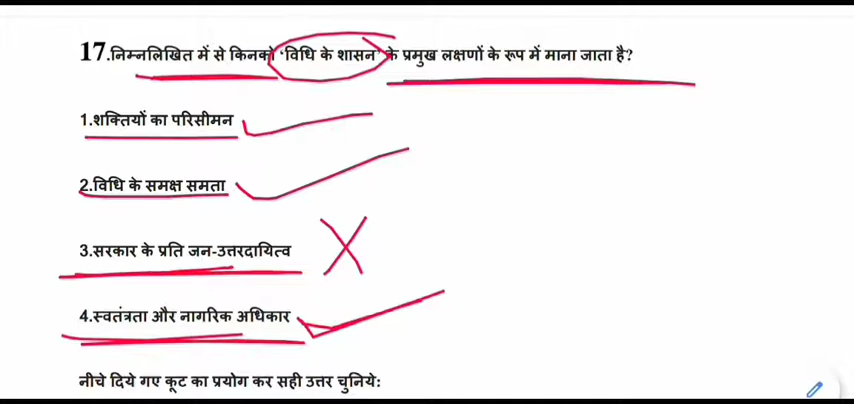 17.निम्नलिखित में से किनको 'विधि के शासन' के प्रमुख लक्षणों के रूप में माना जाता है?
1.शक्तियों का परिसीमन
2.विधि के समक्ष समता
3.सरकार के प्रति जन-उत्तरदायित्व
4.स्वतंत्रता और नागरिक अधिकार
नीचे दिये गए कूट का प्रयोग कर सही उत्तर चुनिये: